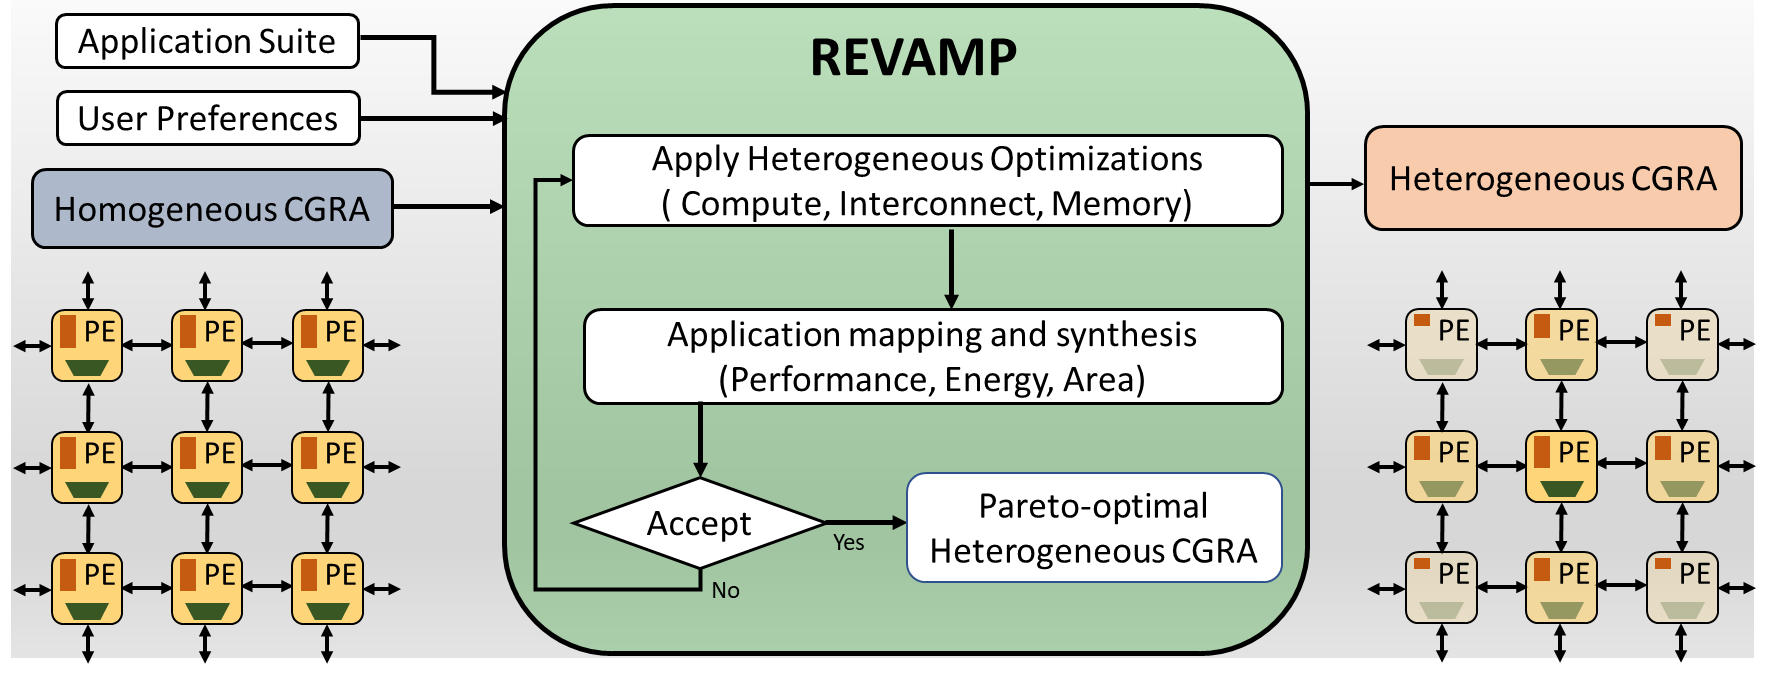 Application Suite
User Preferences
Homogeneous CGRA
PE PE PE
PE PE PE
PE PE PE
REVAMP
Apply Heterogeneous Optimizations
( Compute, Interconnect, Memory)
Application mapping and synthesis
(Performance, Energy, Area)
Accept
Yes
No
Pareto-optimal
Heterogeneous CGRA
Heterogeneous CGRA
PE PE PE
PE PE PE
PE PE PE